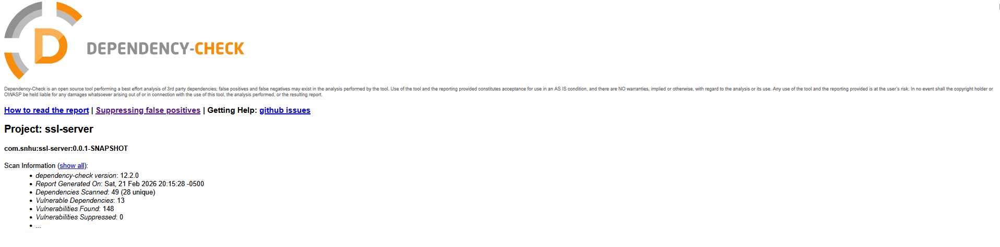 D
DEPENDENCY-CHECK
Dependency-Check is an open source tool performing a best effort analysis of 3rd party dependencies; false positives and false negatives may exist in the analysis performed by the tool. Use of the tool and the reporting provided constitutes acceptance for use in an AS IS condition, and there are NO warranties, implied or otherwise, with regard to the analysis or its use. Any use of the tool and the reporting provided is at the user's risk. In no event shall the copyright holder or
OWASP be held liable for any damages whatsoever arising out of or in connection with the use of this tool, the analysis performed, or the resulting report.
How to read the report | Suppressing false positives | Getting Help: github issues
Project: ssl-server
com.snhu:ssl-server:0.0.1-SNAPSHOT
Scan Information (show all):
• dependency-check version: 12.2.0
• Report Generated On: Sat, 21 Feb 2026 20:15:28 -0500
• Dependencies Scanned: 49 (28 unique)
• Vulnerable Dependencies: 13
• Vulnerabilities Found: 148
• Vulnerabilities Suppressed: 0
• ...